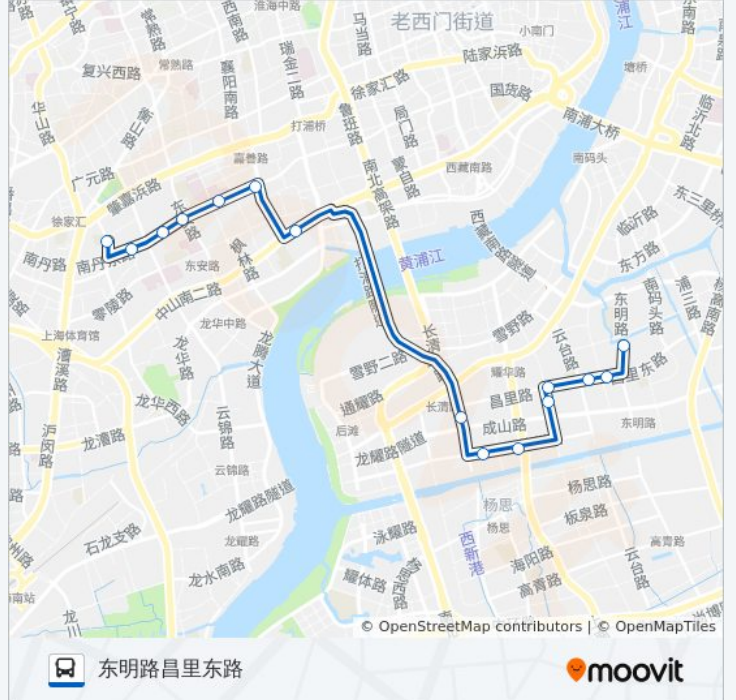 淮海中路
老西门街道
小南门
常熟路
西南路
瑞金二路
马当路
陆家浜路
复兴西路
常熟路
襄阳南路
徐家汇路
国货路
塘桥
华山路
衡山路
打浦桥
鲁班路
局门路
南浦大桥
临沂北路
嘉善路
广元路
西藏南路
南码头
肇嘉浜路
南北高架路
蒙自路
徐家汇
东三里桥
临沂路
南丹路
南丹东路
枫林路
东安路
西藏南路隧道
黄浦江
东方路
零陵路
中山南二路
南码头路
浦三路
东明路
上海体育馆
龙华中路
龙腾大道
长清
雪野路
云台路
漕溪路
龙华路
雪野二路
耀华路
里东路
通耀路
长清
昌里路
龙华西路
云锦路
后滩
成山路
东明路
沪闵路
龙漕路
龙耀路隧道
云锦路
杨思路
杨思
龙耀路隧道
杨思
板泉路
石龙支路
龙耀路
泳耀路
西新港
海阳路
高青路
云台路
龙水南路
耀体路
高青路
南站
龙川
© OpenStreetMap contributors | © OpenMapTiles
东明路昌里东路
moovit